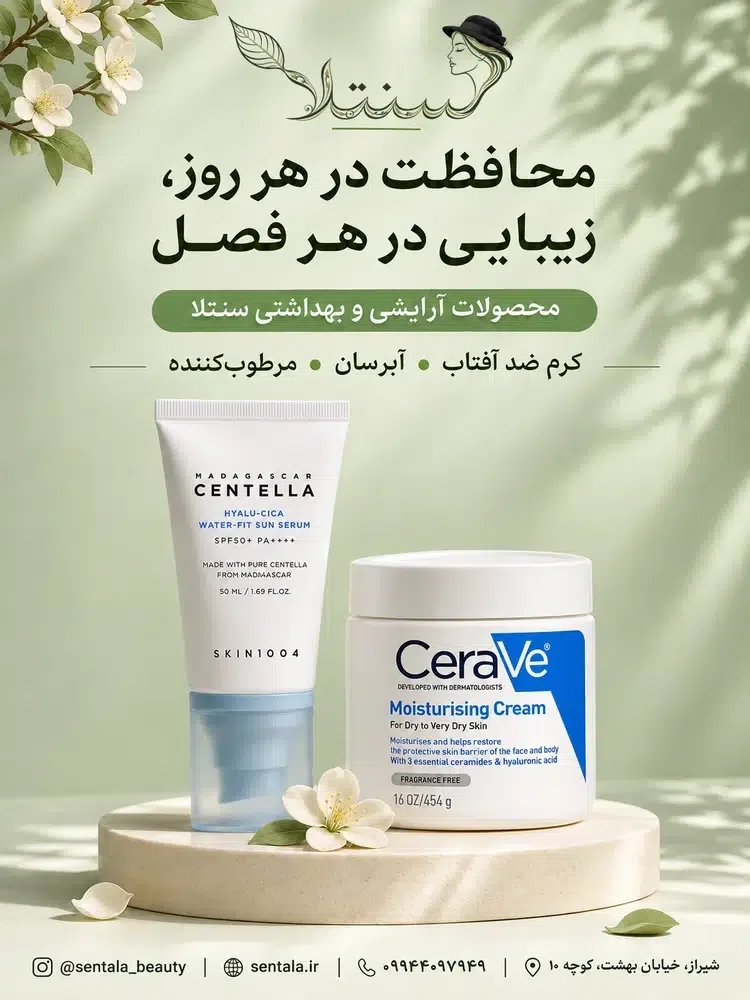 سنتلا
محافظت در هر روز،
زیبایی در هر فصل
محصولات آرایشی و بهداشتی سنتلا
کرم ضد آفتاب • آبرسان • مرطوب‌کننده
MADAGASCAR
CENTELLA
HYALU-CICA
WATER-FIT SUN SERUM
SPF50+ PA++++
MADE WITH PURE CENTELLA
FROM MADMASCAR
50 ML / 1.69 FL.OZ.
SKIN1004
CeraVe®
DEVELOPED WITH DERMATOLOGISTS
Moisturising Cream
For Dry to Very Dry Skin
Moisturises and helps restore
the protective skin barrier of the face and body
With 3 essential ceramides & hyaluronic acid
FRAGRANCE FREE
16 OZ/454 g
@sentala_beauty | sentala.ir | ۰۹۹۴۴۰۹۷۹۴۹ | شیراز، خیابان بهشت، کوچه ۱۰